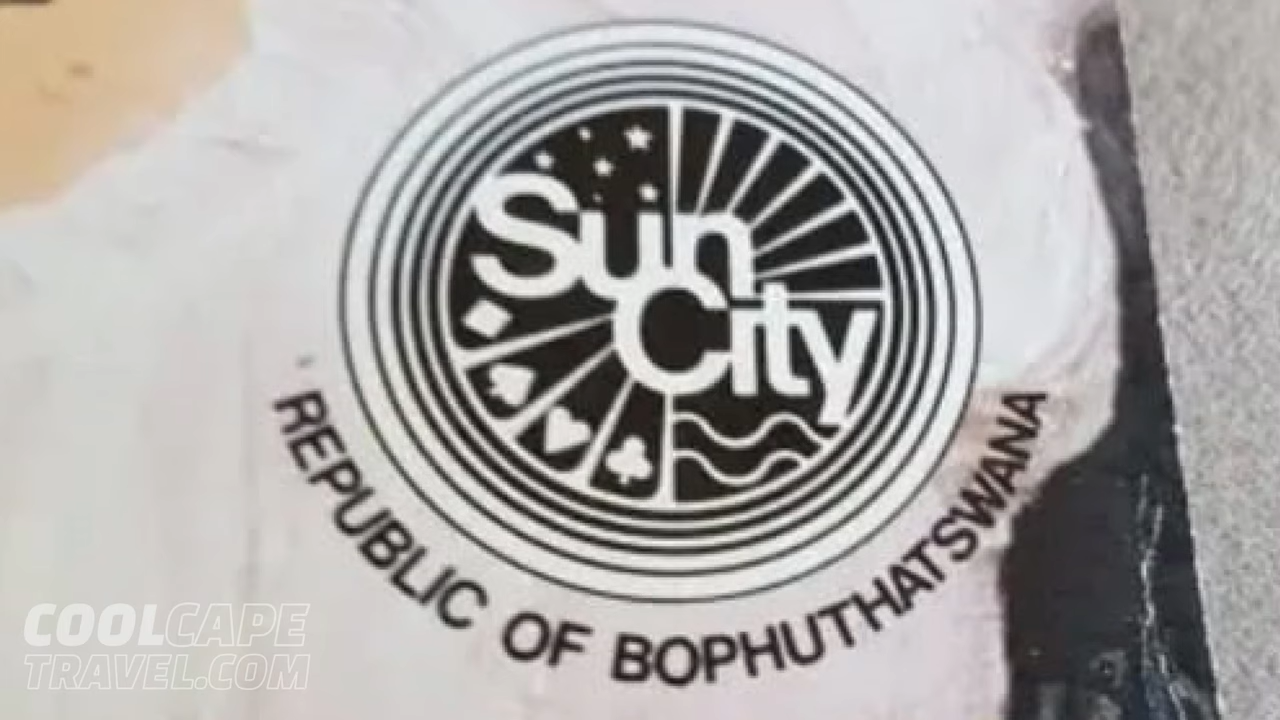 Sun
City
REPUBLIC OF BOPHUTHATSWANA
COOLCAPE
TRAVEL.COM